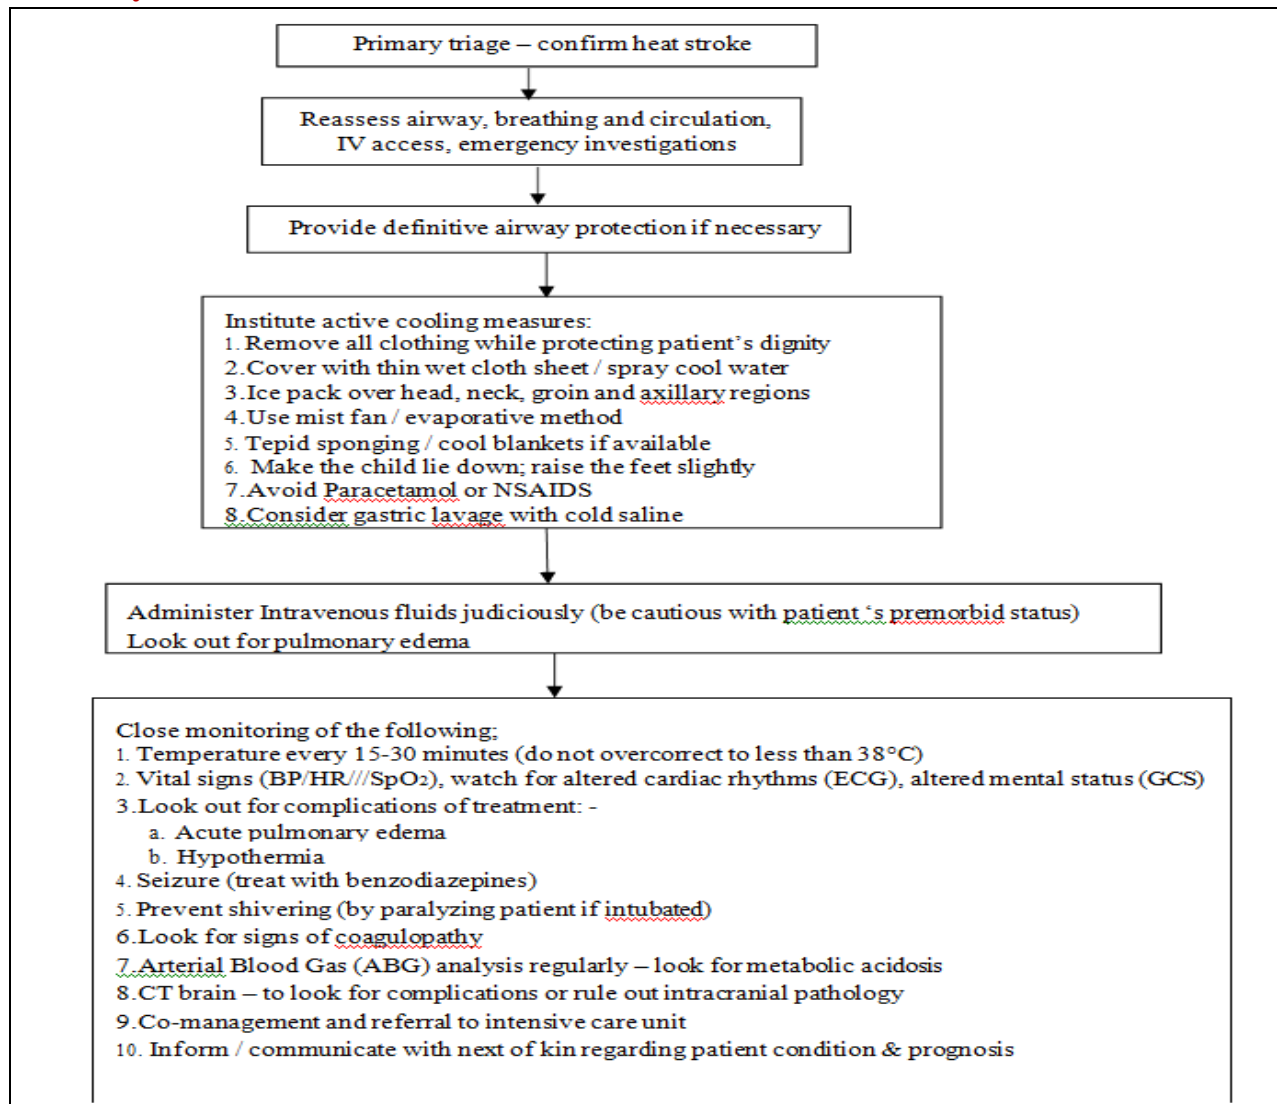 Primary triage – confirm heat stroke
Reassess airway, breathing and circulation,
IV access, emergency investigations
Provide definitive airway protection if necessary
Institute active cooling measures:
1. Remove all clothing while protecting patient’s dignity
2.Cover with thin wet cloth sheet / spray cool water
3.Ice pack over head, neck, groin and axillary regions
4.Use mist fan / evaporative method
5. Tepid sponging / cool blankets if available
6. Make the child lie down; raise the feet slightly
7.Avoid Paracetamol or NSAIDS
8.Consider gastric lavage with cold saline
Administer Intravenous fluids judiciously (be cautious with patient ‘s premorbid status)
Look out for pulmonary edema
Close monitoring of the following;
1. Temperature every 15-30 minutes (do not overcorrect to less than 38°C)
2. Vital signs (BP/HR///SpO2), watch for altered cardiac rhythms (ECG), altered mental status (GCS)
3.Look out for complications of treatment: -
a. Acute pulmonary edema
b. Hypothermia
4. Seizure (treat with benzodiazepines)
5. Prevent shivering (by paralyzing patient if intubated)
6.Look for signs of coagulopathy
7.Arterial Blood Gas (ABG) analysis regularly – look for metabolic acidosis
8.CT brain – to look for complications or rule out intracranial pathology
9.Co-management and referral to intensive care unit
10. Inform / communicate with next of kin regarding patient condition & prognosis